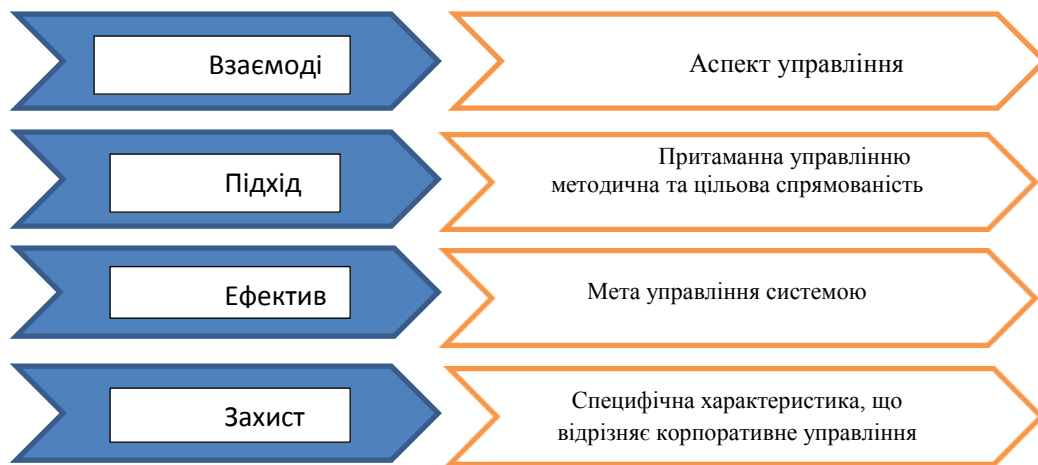 Взаємоді
Аспект управління
Підхід
Притаманна управлінню
методична та цільова спрямованість
Ефектив
Мета управління системою
Захист
Специфічна характеристика, що
відрізняє корпоративне управління